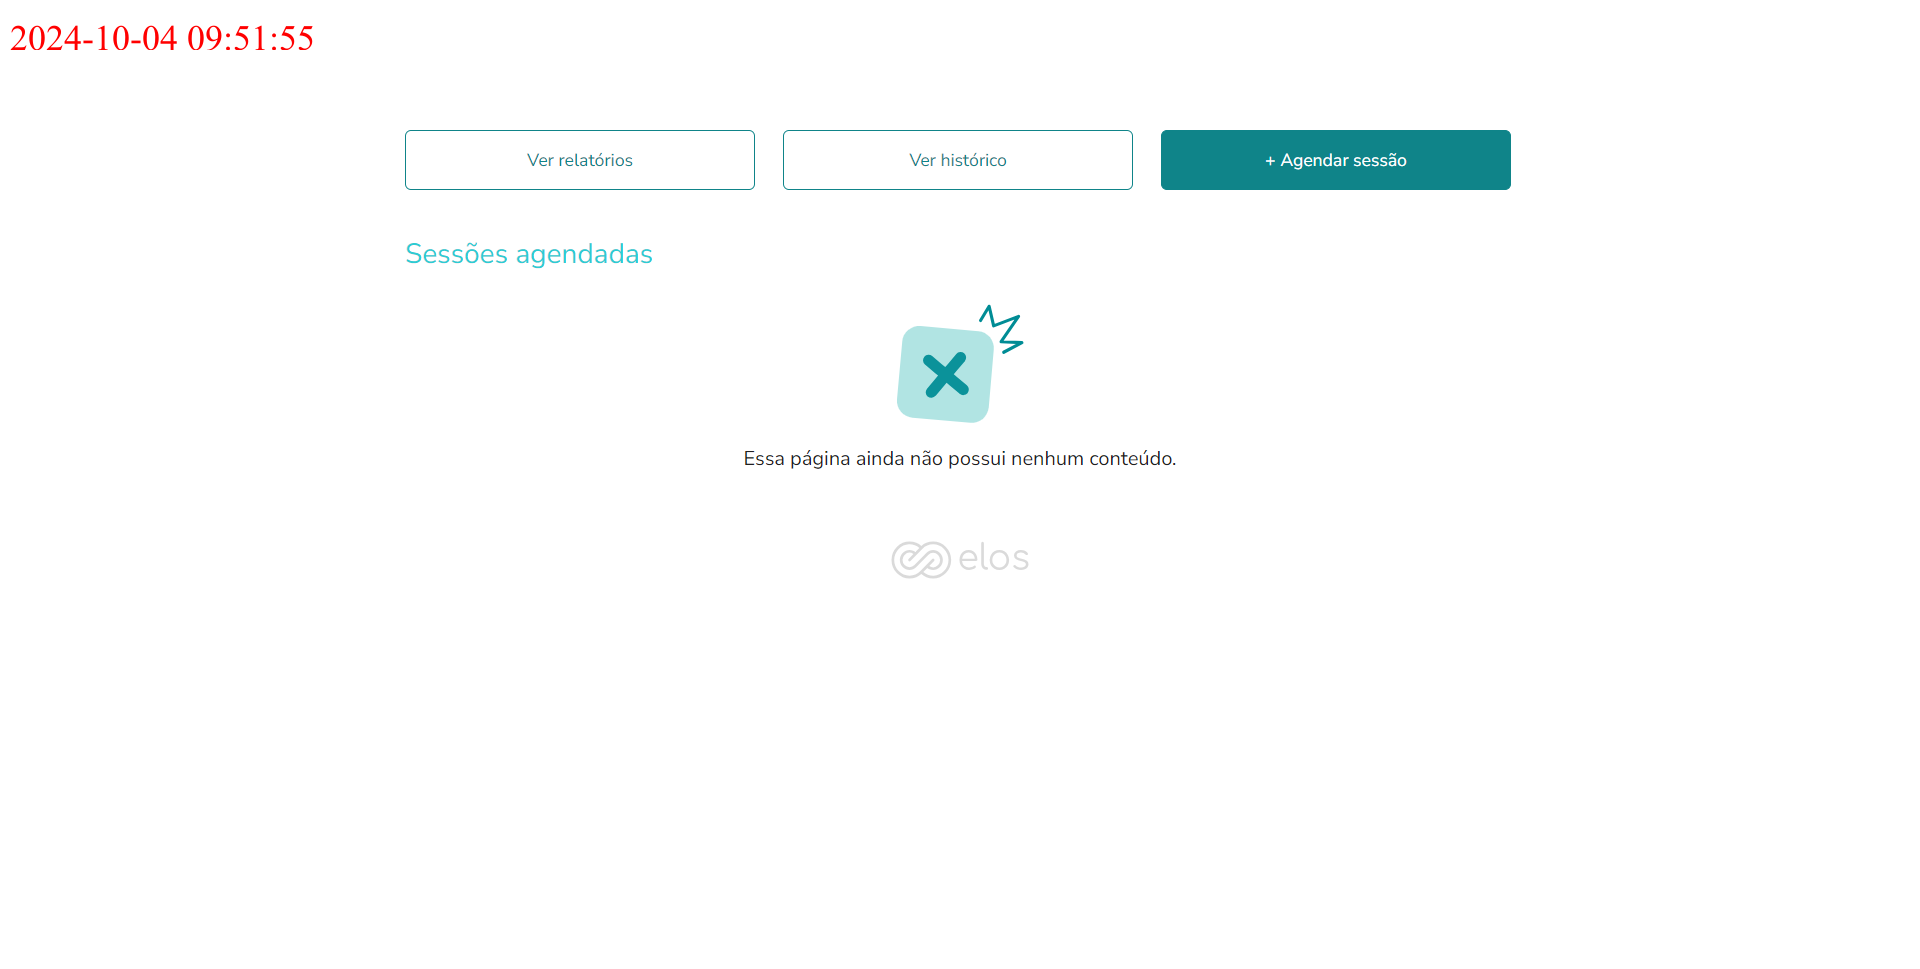 2024-10-04 09:51:55
Ver relatórios
Ver histórico
+ Agendar sessão
Sessões agendadas
Essa página ainda não possui nenhum conteúdo.
elos